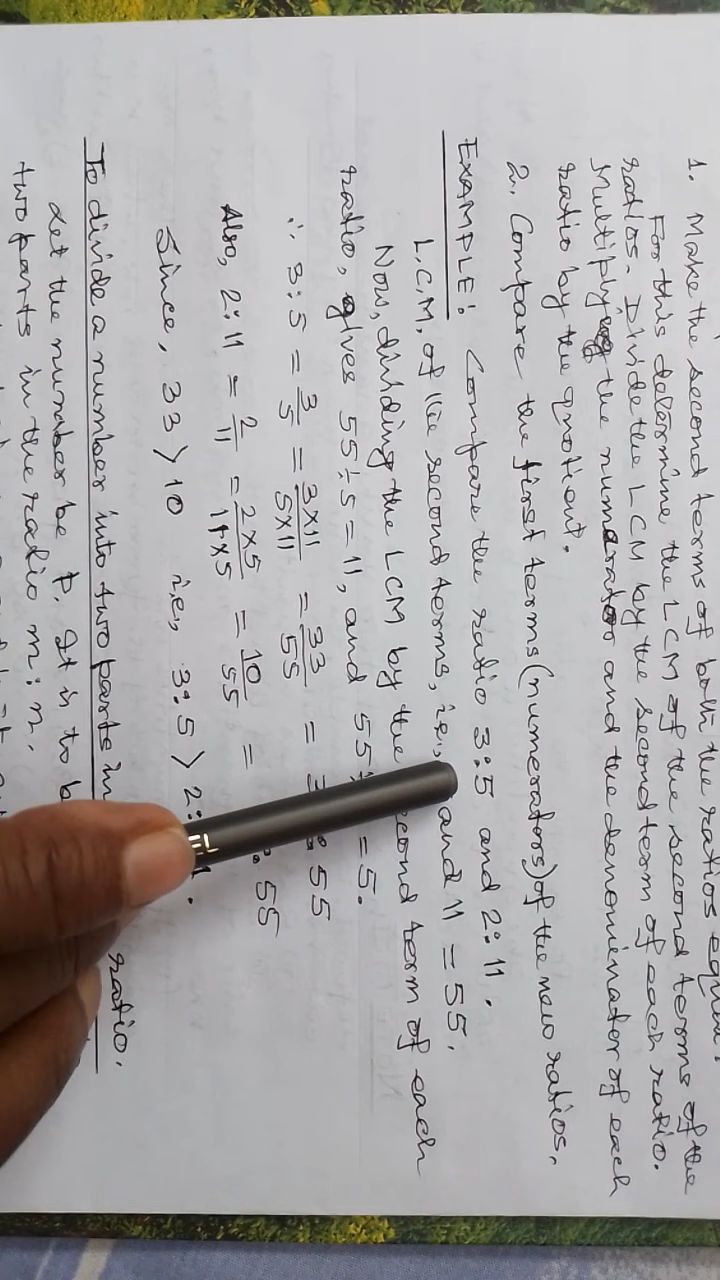 1. Make the second terms of both the ratios equal.
For this determine the LCM of the second terms of the
ratios. Divide the LCM by the second term of each ratio.
Multiply the numerator and the denomienator of each
ratio by the quotient.
2. Compare the first terms (numerators) of the new ratios.
EXAMPLE: Compare the ratio 3:5 and 2:11.
L.C.M. of the second terms, i.e., and 11 = 55.
Now, dividing the LCM by the second term of each
ratio, gives 55÷5 = 11, and 55÷ = 5.
∴ 3:5 = 3/5 = 3×11/5×11 = 33/55 = :55
Also, 2:11 = 2/11 = 2×5/11×5 = 10/55 = :55
Since, 33 > 10 i.e., 3:5 > 2:
To divide a number into two parts in ratio.
Let the number be P. It is to
two parts in the ratio m:n.